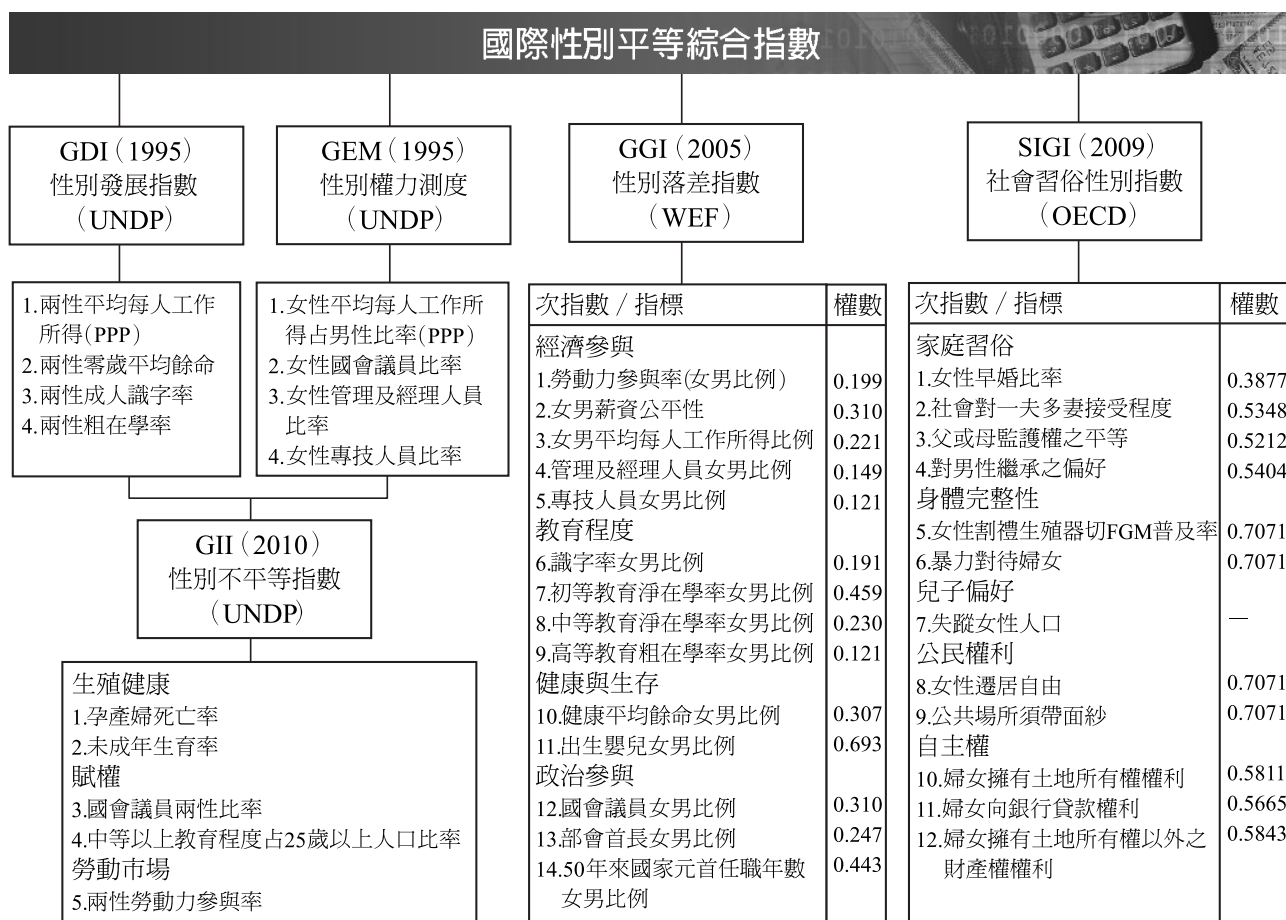 國際性別平等綜合指數
GDI（1995）
性別發展指數
（UNDP）
GEM（1995）
性別權力測度
（UNDP）
GGI（2005）
性別落差指數
（WEF）
SIGI（2009）
社會習俗性別指數
（OECD）
1.兩性平均每人工作
所得(PPP)
2.兩性零歲平均餘命
3.兩性成人識字率
4.兩性粗在學率
1.女性平均每人工作所
得占男性比率(PPP)
2.女性國會議員比率
3.女性管理及經理人員
比率
4.女性專技人員比率
GII（2010）
性別不平等指數
（UNDP）
生殖健康
1.孕產婦死亡率
2.未成年生育率
賦權
3.國會議員兩性比率
4.中等以上教育程度占25歲以上人口比率
勞動市場
5.兩性勞動力參與率
次指數 / 指標 權數
經濟參與
1.勞動力參與率(女男比例) 0.199
2.女男薪資公平性 0.310
3.女男平均每人工作所得比例 0.221
4.管理及經理人員女男比例 0.149
5.專技人員女男比例 0.121
教育程度
6.識字率女男比例 0.191
7.初等教育淨在學率女男比例 0.459
8.中等教育淨在學率女男比例 0.230
9.高等教育粗在學率女男比例 0.121
健康與生存
10.健康平均餘命女男比例 0.307
11.出生嬰兒女男比例 0.693
政治參與
12.國會議員女男比例 0.310
13.部會首長女男比例 0.247
14.50年來國家元首任職年數 0.443
女男比例
次指數 / 指標 權數
家庭習俗
1.女性早婚比率 0.3877
2.社會對一夫多妻接受程度 0.5348
3.父或母監護權之平等 0.5212
4.對男性繼承之偏好 0.5404
身體完整性
5.女性割禮生殖器切FGM普及率 0.7071
6.暴力對待婦女 0.7071
兒子偏好
7.失蹤女性人口 —
公民權利
8.女性遷居自由 0.7071
9.公共場所須帶面紗 0.7071
自主權
10.婦女擁有土地所有權權利 0.5811
11.婦女向銀行貸款權利 0.5665
12.婦女擁有土地所有權以外之 0.5843
財產權權利